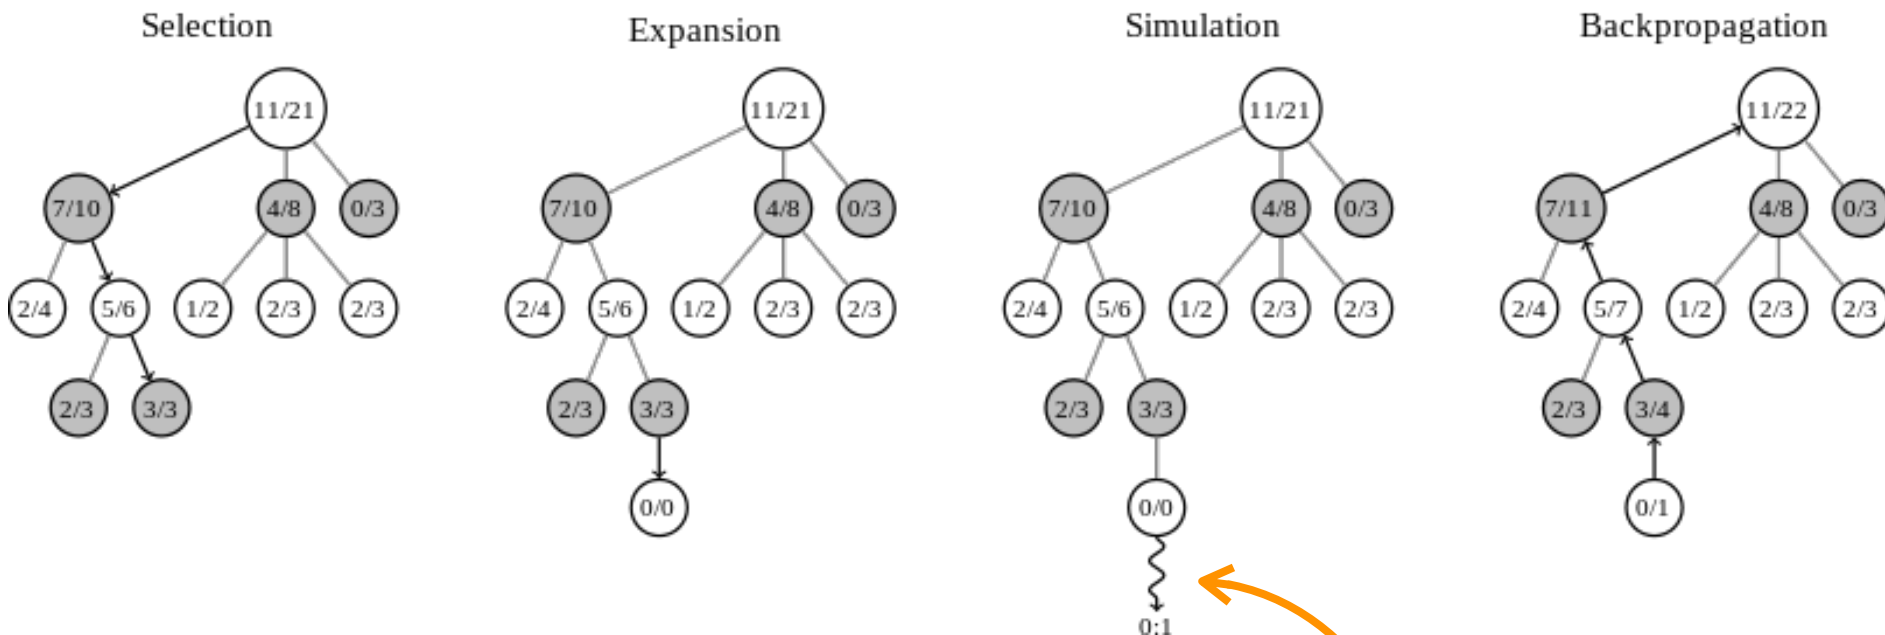 Selection
11/21
7/10 4/8 0/3
2/4 5/6 1/2 2/3 2/3
2/3 3/3
Expansion
11/21
7/10 4/8 0/3
2/4 5/6 1/2 2/3 2/3
2/3 3/3
0/0
Simulation
11/21
7/10 4/8 0/3
2/4 5/6 1/2 2/3 2/3
2/3 3/3
0/0
0:1
Backpropagation
11/22
7/11 4/8 0/3
2/4 5/7 1/2 2/3 2/3
2/3 3/4
0/1